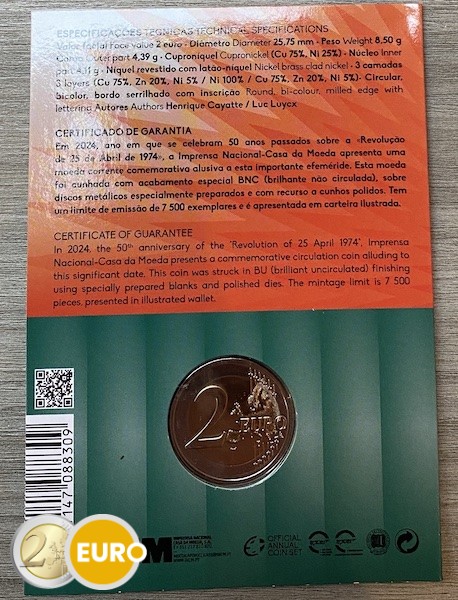 ESPECIFICAÇÕES TÉCNICAS TECHNICAL SPECIFICATIONS
Valor facial Face value 2 euro • Diâmetro Diameter 25,75 mm • Peso Weight 8,50 g
Coroa Outer part 4,39 g • Cuproníquel Cupronickel (Cu 75%, Ni 25%) • Núcleo Inner
part 4,11 g • Níquel revestido com latão-níquel Nickel brass clad nickel • 3 camadas
3 layers (Cu 75%, Zn 20%, Ni 5% / Ni 100% / Cu 75%, Zn 20%, Ni 5%)• Circular,
bicolor, bordo serrilhado com inscrição Round, bi-colour, milled edge with
lettering Autores Authors Henrique Cayatte / Luc Luycx
CERTIFICADO DE GARANTIA
Em 2024, ano em que se celebram 50 anos passados sobre a «Revolução
de 25 de Abril de 1974», a Imprensa Nacional-Casa da Moeda apresenta uma
moeda corrente comemorativa alusiva a esta importante efeméride. Esta moeda
foi cunhada com acabamento especial BNC (brilhante não circulada), sobre
discos metálicos especialmente preparados e com recurso a cunhos polidos. Tem
um limite de emissão de 7 500 exemplares e é apresentada em carteira ilustrada.
CERTIFICATE OF GUARANTEE
In 2024, the 50th anniversary of the 'Revolution of 25 April 1974', Imprensa
Nacional-Casa da Moeda presents a commemorative circulation coin alluding to
this significant date. This coin was struck in BU (brilliant uncirculated) finishing
using specially prepared blanks and polished dies. The mintage limit is 7 500
pieces, presented in illustrated wallet.
147 088309
2 EURO
2
EURO
M
IMPRENSA NACIONAL
CASA DA MOEDA, S.A.
OFFICIAL
ANNUAL
COIN SET